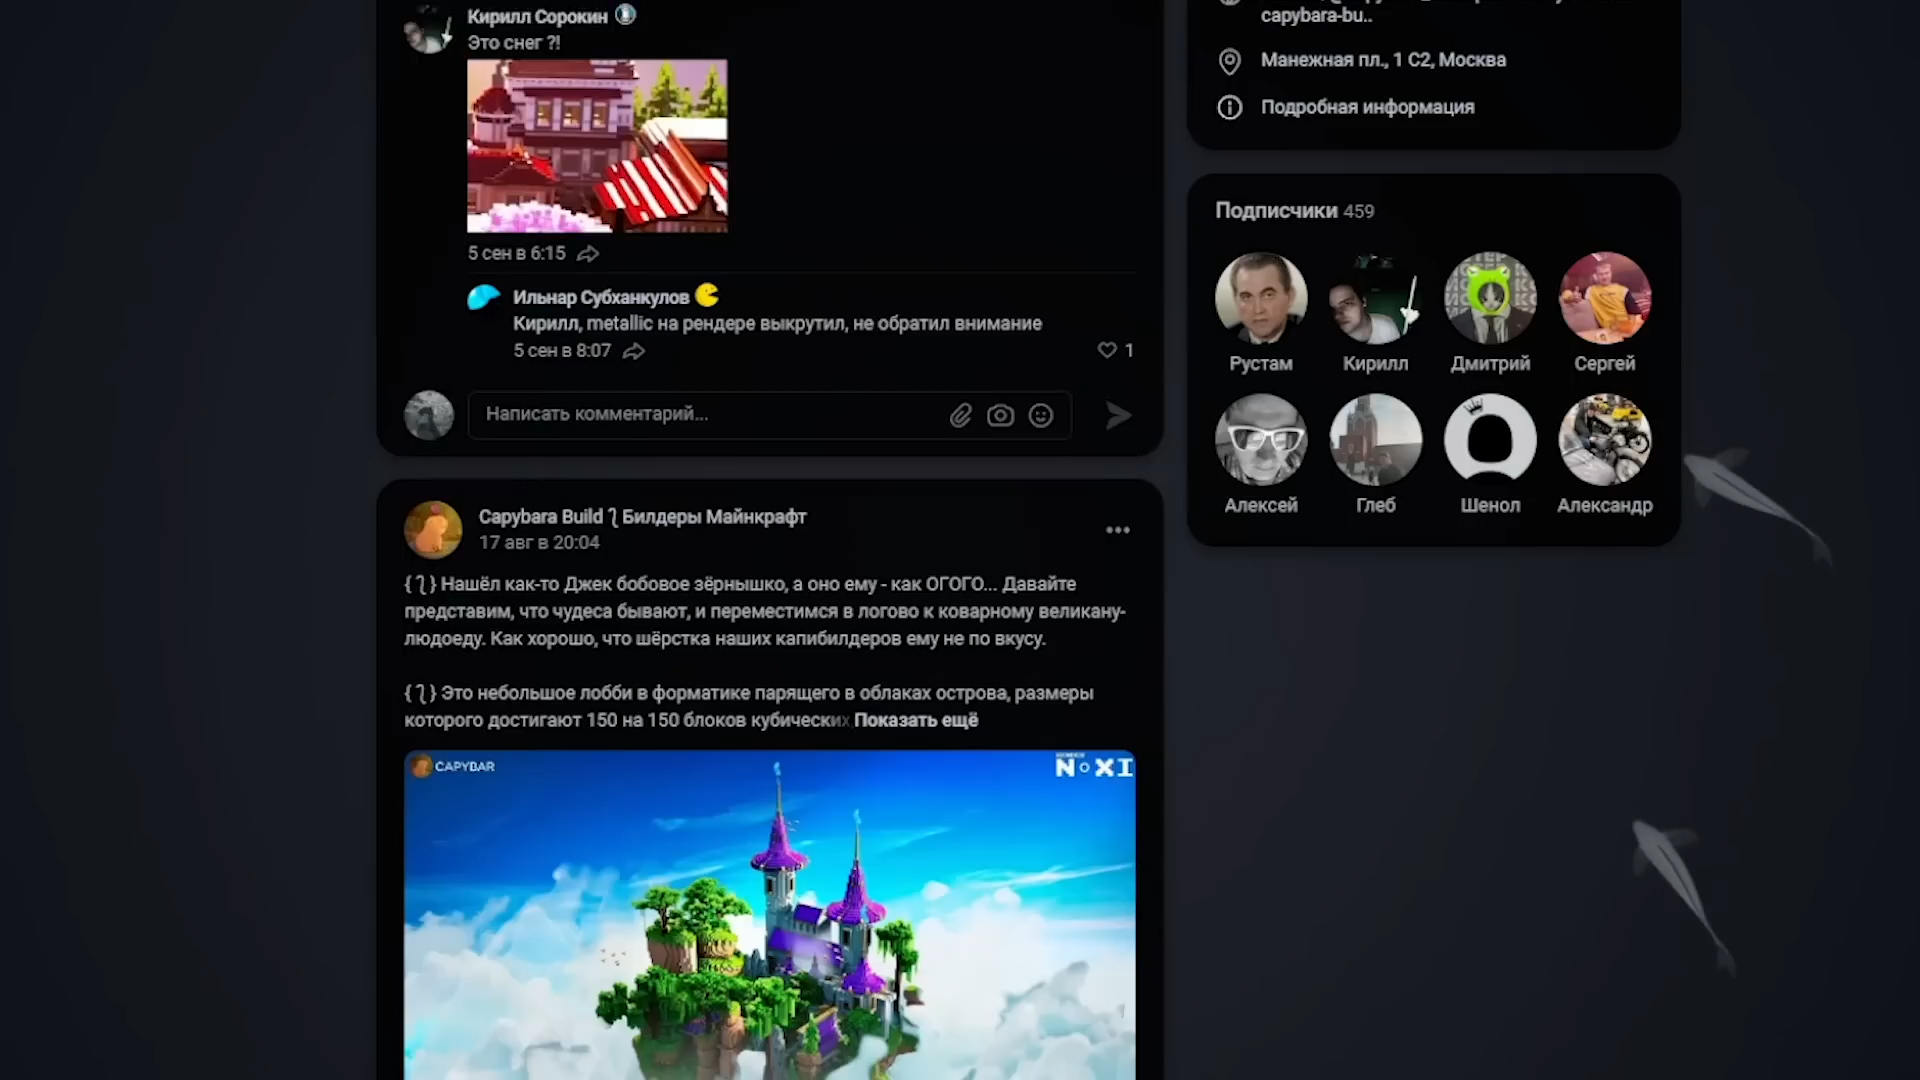 Кирилл Сорокин
Это снег ?!
5 сен в 6:15
Ильнар Субханкулов
Кирилл, metallic на рендере выкрутил, не обратил внимание
5 сен в 8:07
1
Написать комментарий...
Capybara Build ⎫ Билдеры Майнкрафт
17 авг в 20:04
{⎫} Нашёл как-то Джек бобовое зёрнышко, а оно ему - как ОГОГО... Давайте
представим, что чудеса бывают, и переместимся в логово к коварному великану-
людоеду. Как хорошо, что шёрстка наших капибилдеров ему не по вкусу.
{⎫} Это небольшое лобби в форматике парящего в облаках острова, размеры
которого достигают 150 на 150 блоков кубических Показать ещё
CAPYBAR
NOXI
capybara-bu..
Манежная пл., 1 С2, Москва
Подробная информация
Подписчики 459
Рустам Кирилл Дмитрий Сергей
Алексей Глеб Шенол Александр